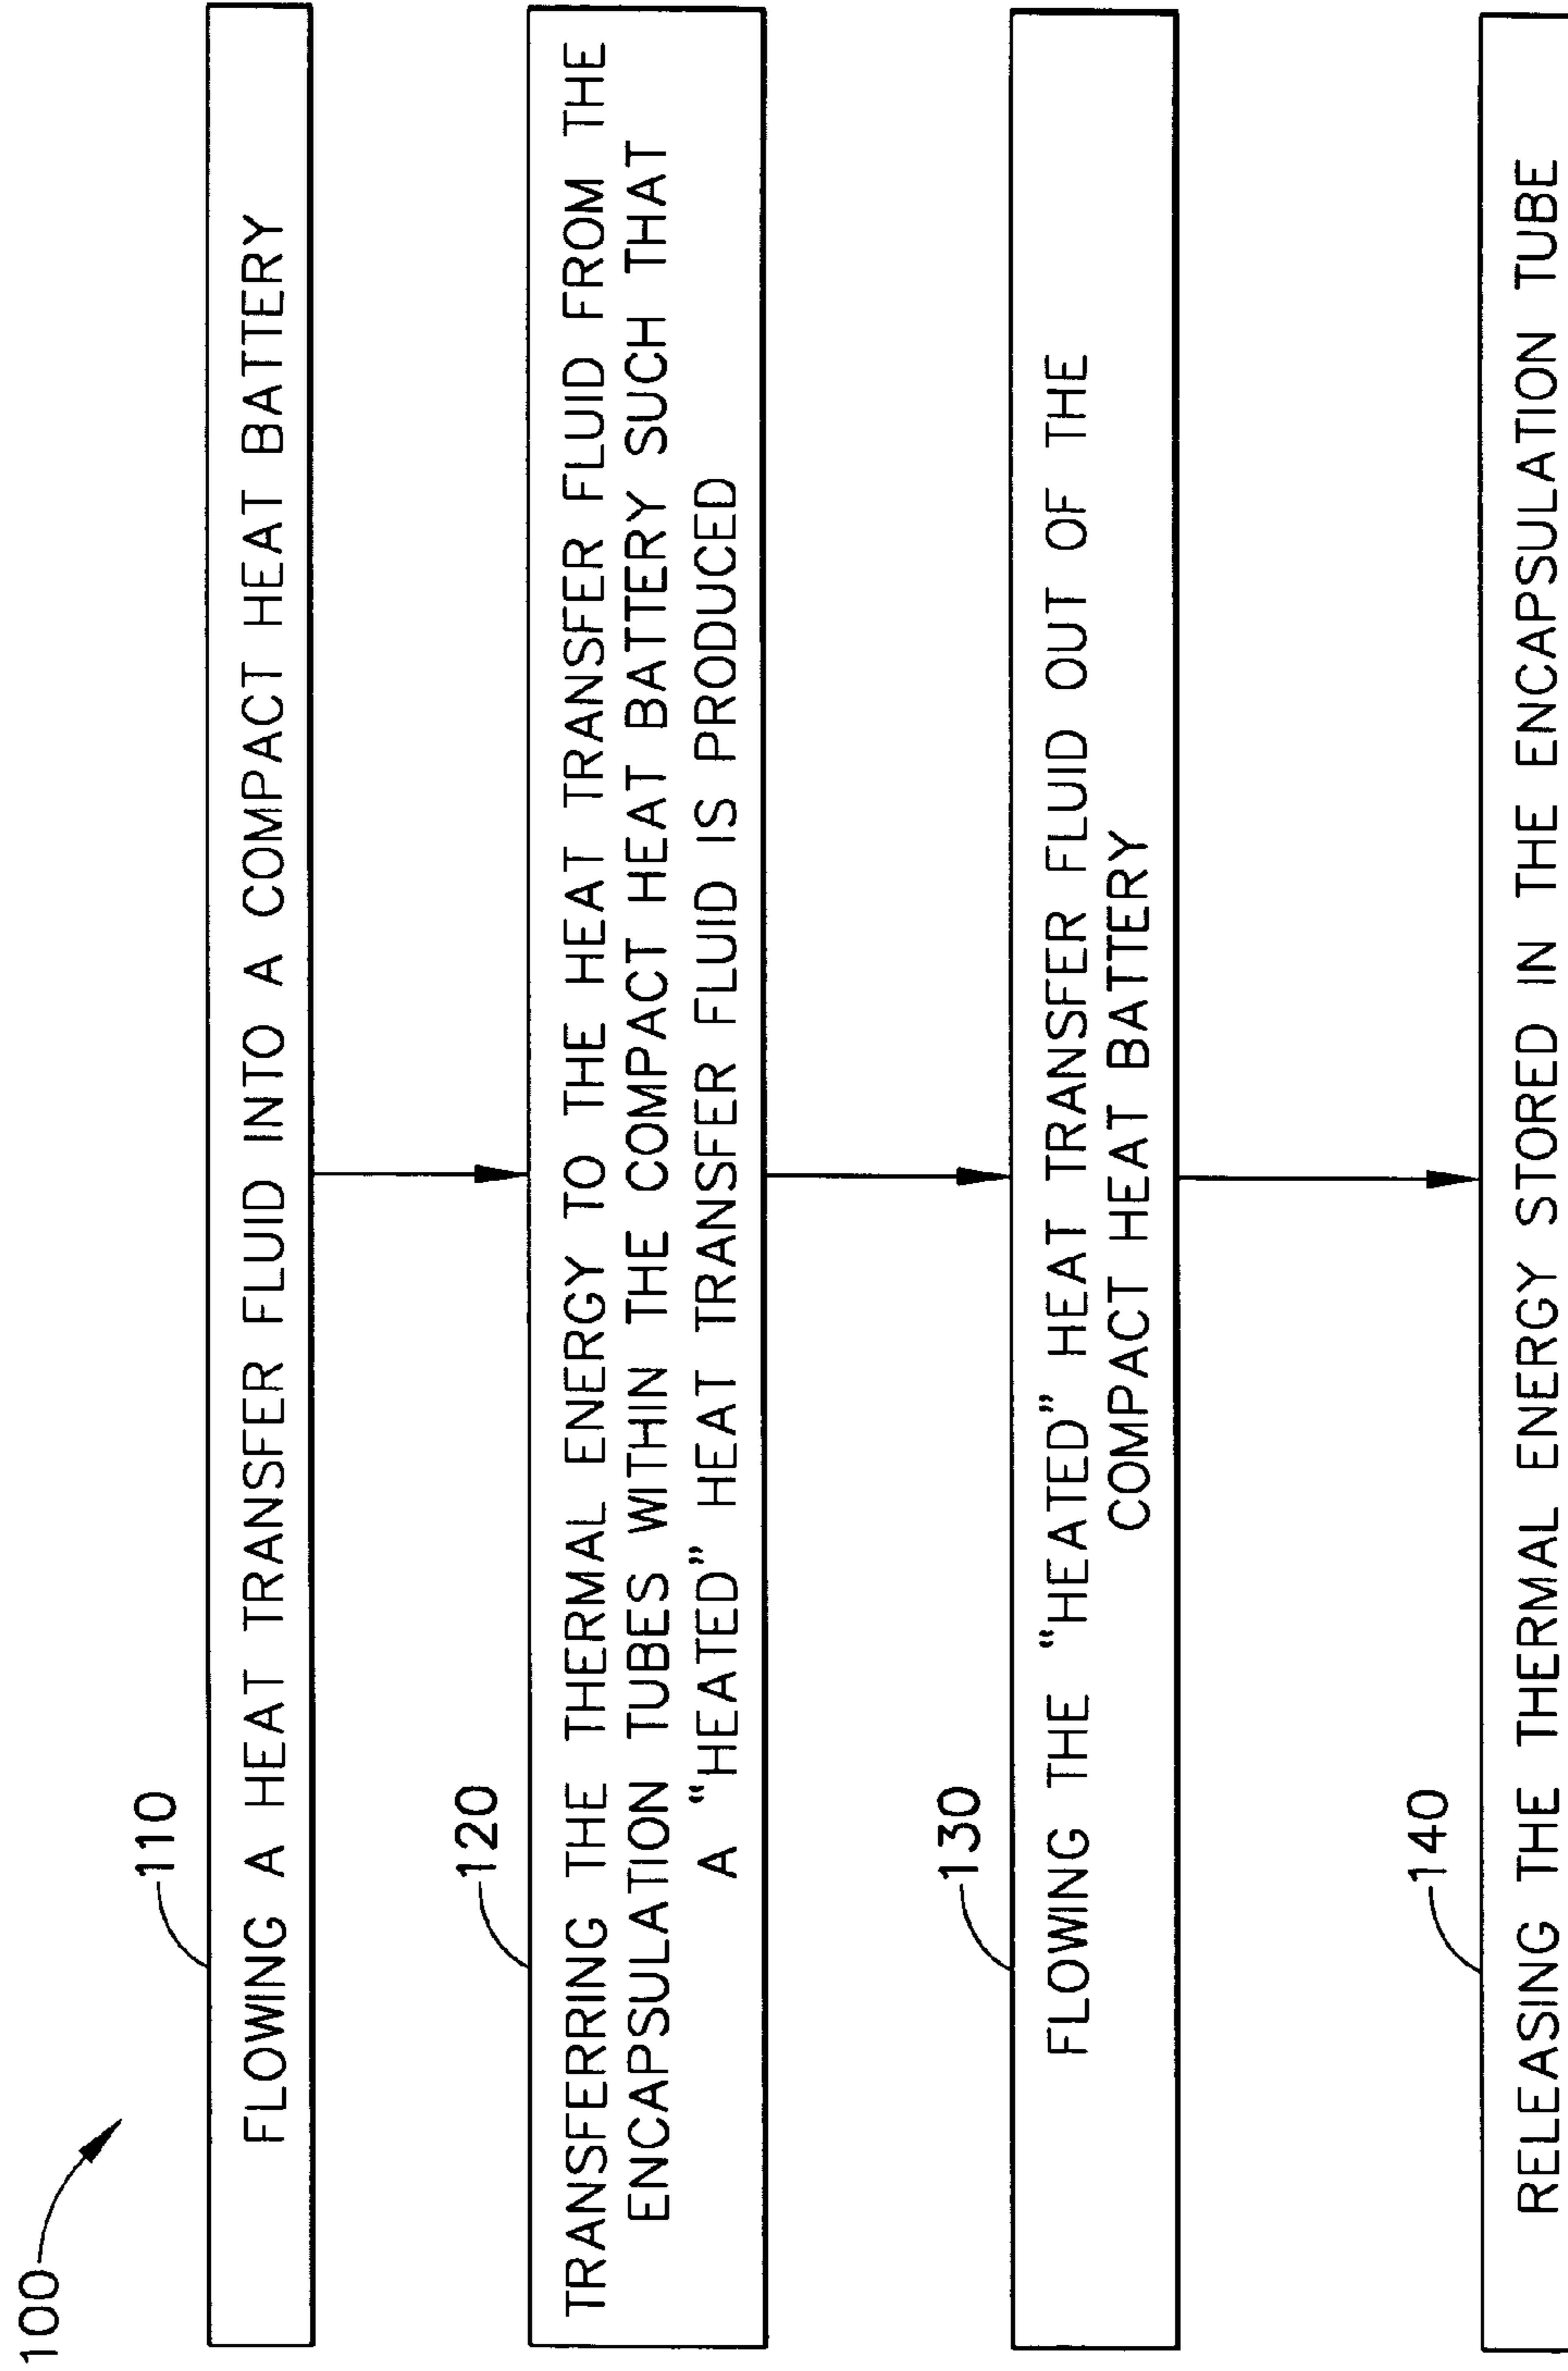 100
110
FLOWING A HEAT TRANSFER FLUID INTO A COMPACT HEAT BATTERY
120
TRANSFERRING THE THERMAL ENERGY TO THE HEAT TRANSFER FLUID FROM THE
ENCAPSULATION TUBES WITHIN THE COMPACT HEAT BATTERY SUCH THAT
A “HEATED” HEAT TRANSFER FLUID IS PRODUCED
130
FLOWING THE “HEATED” HEAT TRANSFER FLUID OUT OF THE
COMPACT HEAT BATTERY
140
RELEASING THE THERMAL ENERGY STORED IN THE ENCAPSULATION TUBE